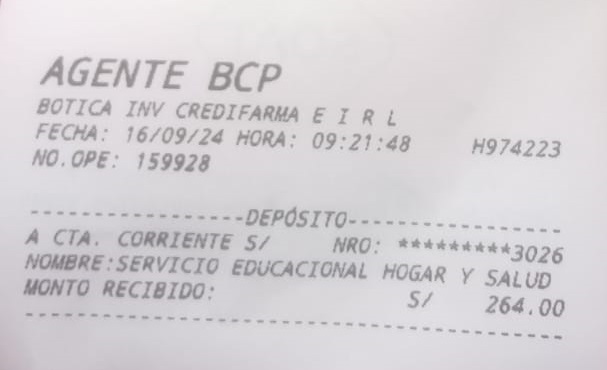 AGENTE BCP
BOTICA INV CREDIFARMA E I R L
FECHA: 16/09/24 HORA: 09:21:48 H974223
NO.OPE: 159928
-----------------DEPÓSITO-----------------
A CTA. CORRIENTE S/ NRO: *********3026
NOMBRE:SERVICIO EDUCACIONAL HOGAR Y SALUD
MONTO RECIBIDO: S/ 264.00
------------------------------------------